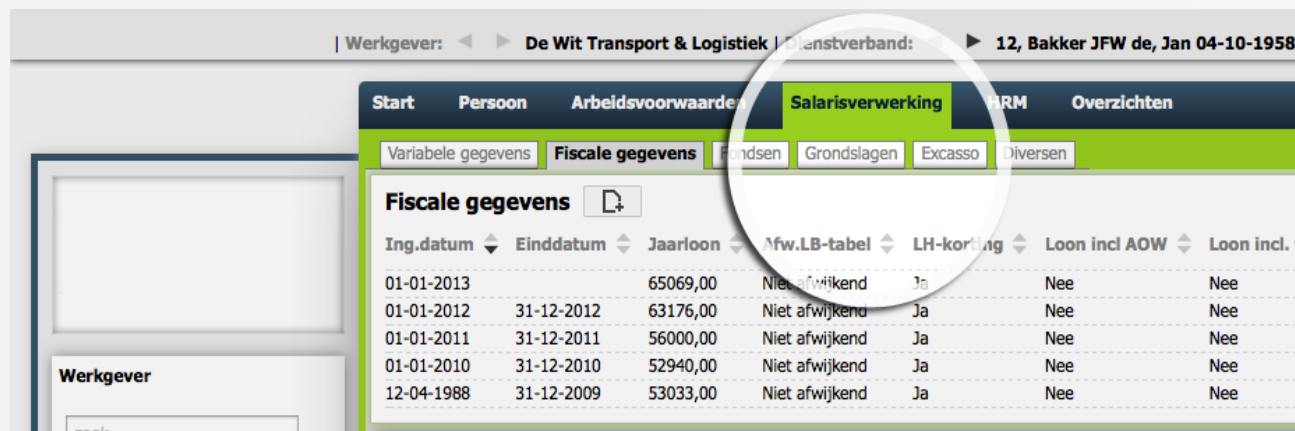 | Werkgever: De Wit Transport & Logistiek | Dienstverband: 12, Bakker JFW de, Jan 04-10-1958
Start Persoon Arbeidsvoorwaarden Salarisverwerking HRM Overzichten
Variabele gegevens Fiscale gegevens Fondsen Grondslagen Excasso Diversen
Fiscale gegevens
Ing.datum Einddatum Jaarloon Afw.LB-tabel LH-korting Loon incl AOW Loon incl.
01-01-2013 65069,00 Niet afwijkend Ja Nee Nee
01-01-2012 31-12-2012 63176,00 Niet afwijkend Ja Nee Nee
01-01-2011 31-12-2011 56000,00 Niet afwijkend Ja Nee Nee
01-01-2010 31-12-2010 52940,00 Niet afwijkend Ja Nee Nee
12-04-1988 31-12-2009 53033,00 Niet afwijkend Ja Nee Nee
Werkgever